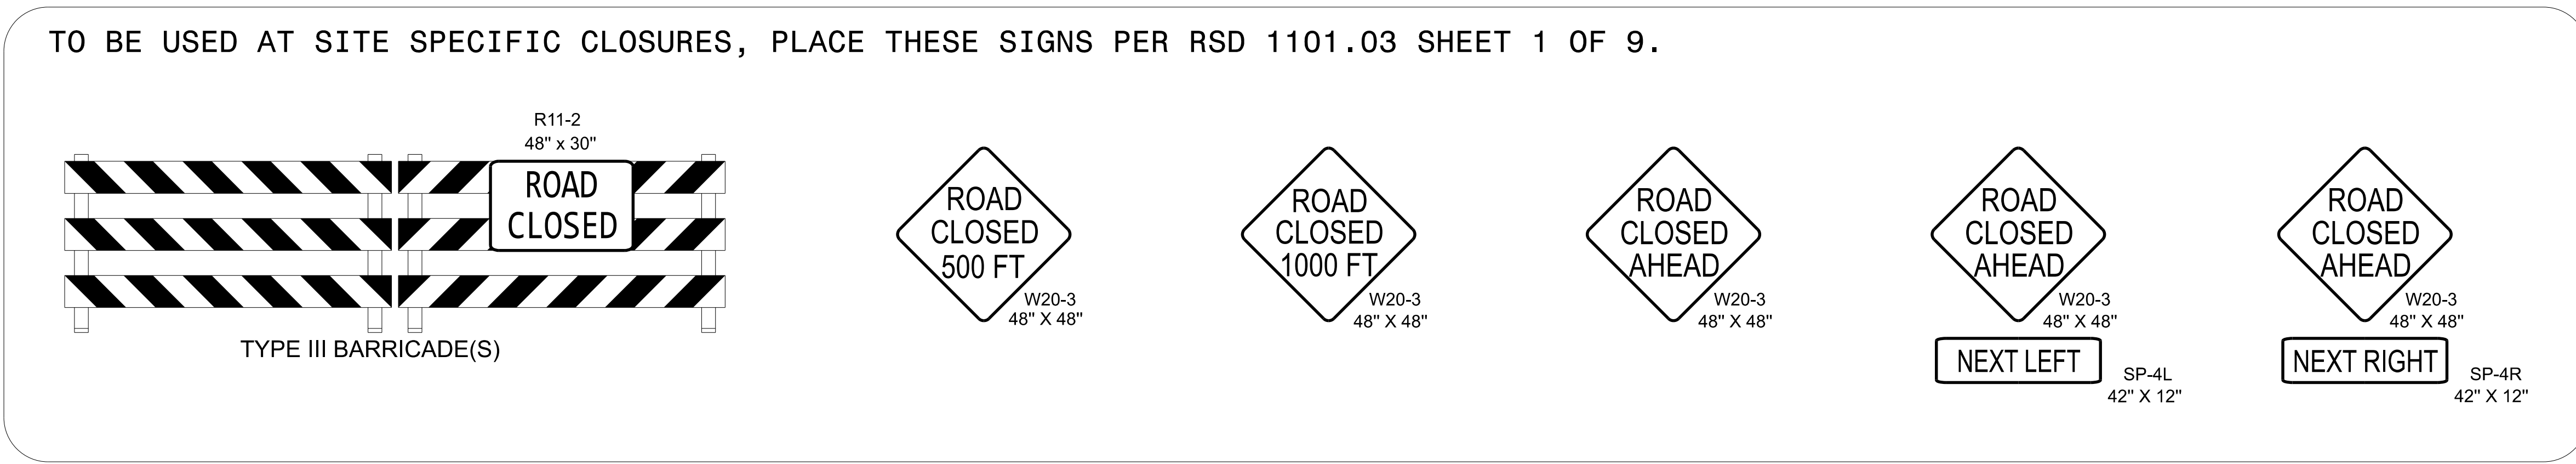 TO BE USED AT SITE SPECIFIC CLOSURES, PLACE THESE SIGNS PER RSD 1101.03 SHEET 1 OF 9.
R11-2
48" x 30"
ROAD
CLOSED
TYPE III BARRICADE(S)
ROAD
CLOSED
500 FT
W20-3
48" X 48"
ROAD
CLOSED
1000 FT
W20-3
48" X 48"
ROAD
CLOSED
AHEAD
W20-3
48" X 48"
ROAD
CLOSED
AHEAD
W20-3
48" X 48"
NEXT LEFT
SP-4L
42" X 12"
ROAD
CLOSED
AHEAD
W20-3
48" X 48"
NEXT RIGHT
SP-4R
42" X 12"